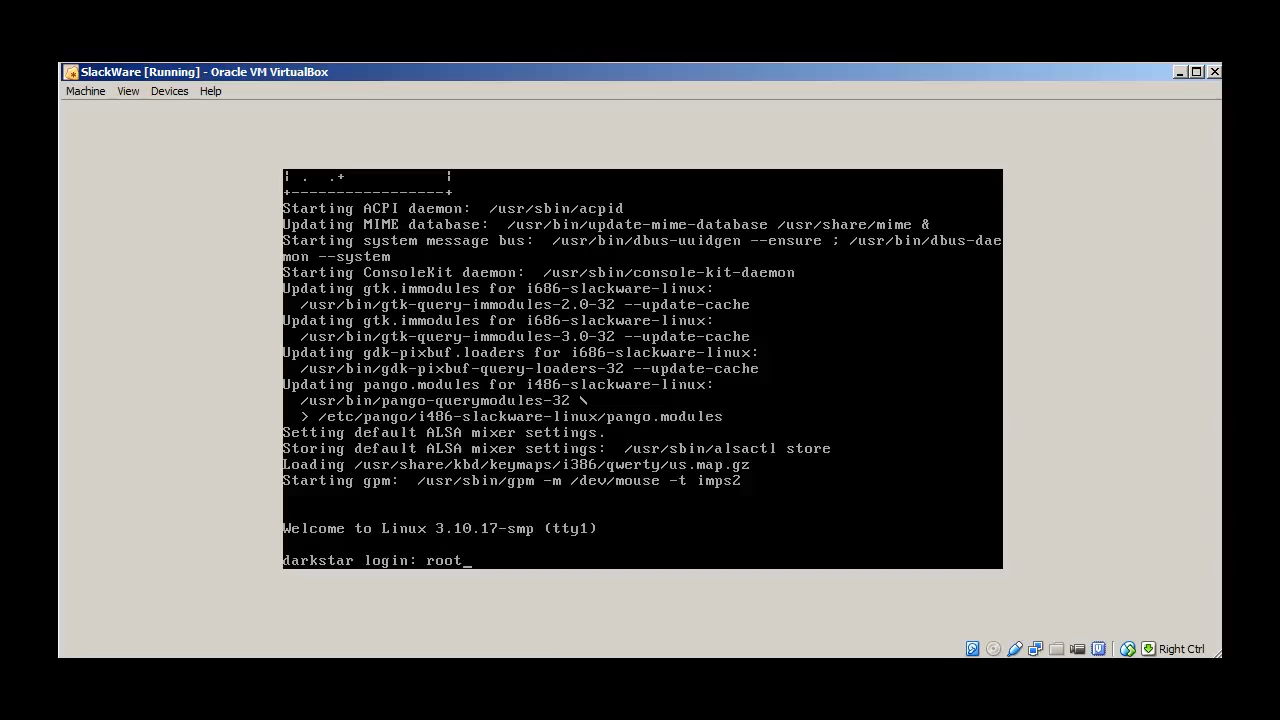 SlackWare [Running] - Oracle VM VirtualBox
Machine View Devices Help
¦ . .+ ¦
+-----------------+
Starting ACPI daemon: /usr/sbin/acpid
Updating MIME database: /usr/bin/update-mime-database /usr/share/mime &
Starting system message bus: /usr/bin/dbus-uuidgen --ensure ; /usr/bin/dbus-dae
mon --system
Starting ConsoleKit daemon: /usr/sbin/console-kit-daemon
Updating gtk.immodules for i686-slackware-linux:
/usr/bin/gtk-query-immodules-2.0-32 --update-cache
Updating gtk.immodules for i686-slackware-linux:
/usr/bin/gtk-query-immodules-3.0-32 --update-cache
Updating gdk-pixbuf.loaders for i686-slackware-linux:
/usr/bin/gdk-pixbuf-query-loaders-32 --update-cache
Updating pango.modules for i486-slackware-linux:
/usr/bin/pango-querymodules-32 \
> /etc/pango/i486-slackware-linux/pango.modules
Setting default ALSA mixer settings.
Storing default ALSA mixer settings: /usr/sbin/alsactl store
Loading /usr/share/kbd/keymaps/i386/qwerty/us.map.gz
Starting gpm: /usr/sbin/gpm -m /dev/mouse -t imps2
Welcome to Linux 3.10.17-smp (tty1)
darkstar login: root_
Right Ctrl